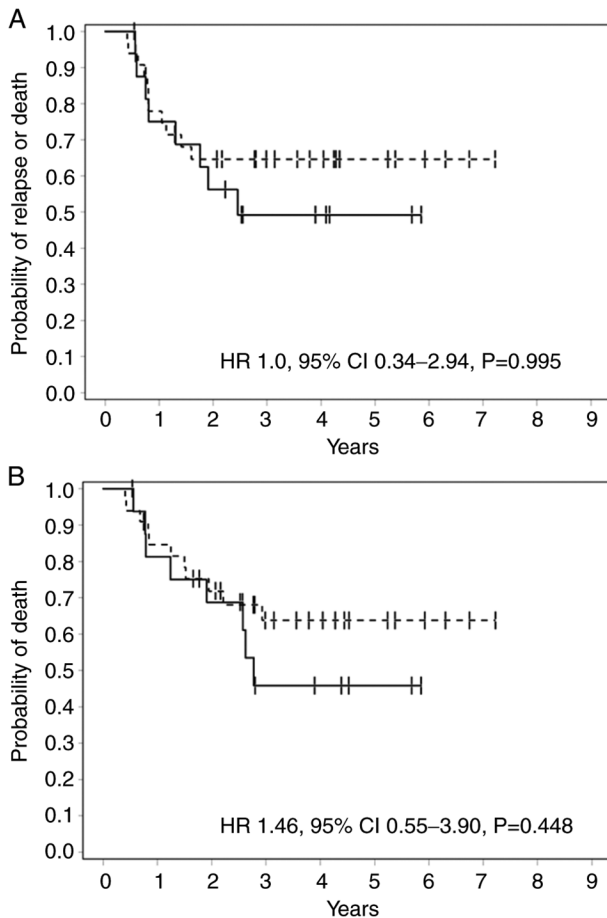 A
Probability of relapse or death
1.0
0.9
0.8
0.7
0.6
0.5
0.4
0.3
0.2
0.1
0.0
HR 1.0, 95% CI 0.34–2.94, P=0.995
0 1 2 3 4 5 6 7 8 9
Years
B
Probability of death
1.0
0.9
0.8
0.7
0.6
0.5
0.4
0.3
0.2
0.1
0.0
HR 1.46, 95% CI 0.55–3.90, P=0.448
0 1 2 3 4 5 6 7 8 9
Years